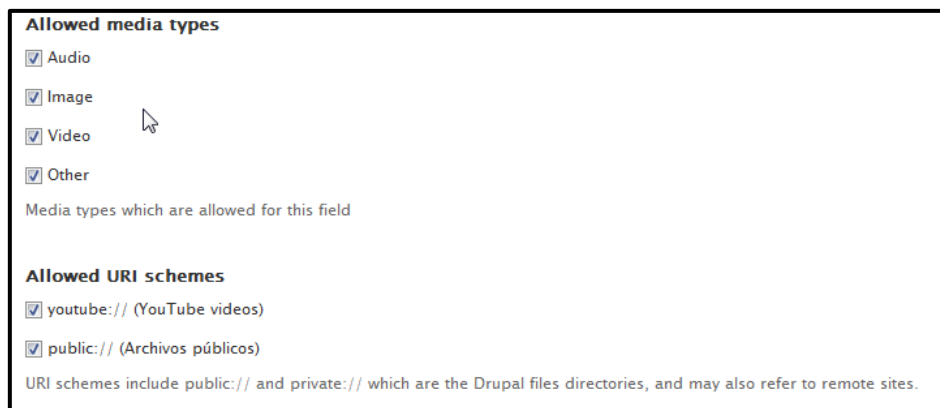 Allowed media types
Audio
Image
Video
Other
Media types which are allowed for this field
Allowed URI schemes
youtube:// (YouTube videos)
public:// (Archivos públicos)
URI schemes include public:// and private:// which are the Drupal files directories, and may also refer to remote sites.